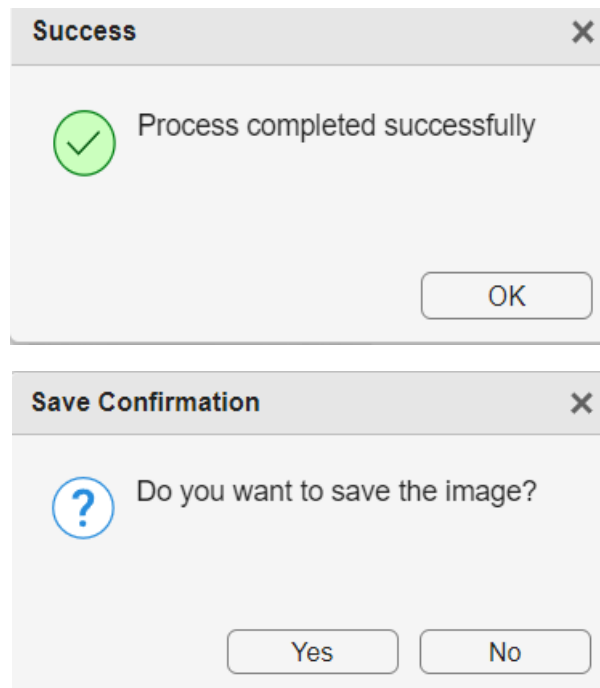 Success
Process completed successfully
OK
Save Confirmation
Do you want to save the image?
Yes No